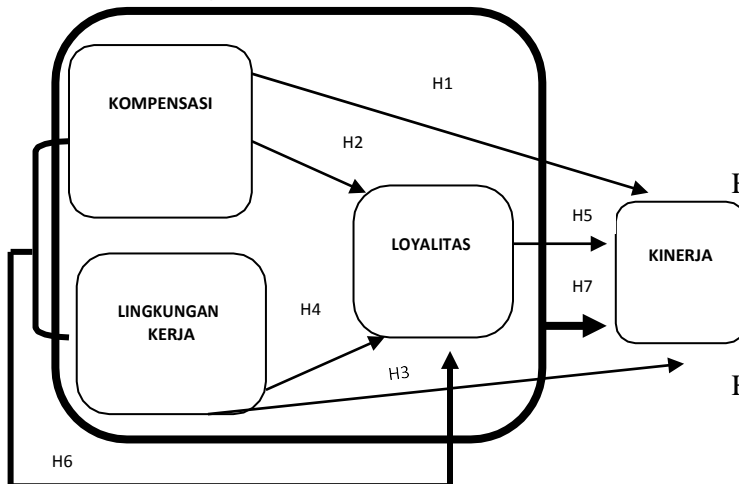 H1
KOMPENSASI
H2
H5
LOYALITAS
KINERJA
H7
LINGKUNGAN
KERJA
H4
H3
H6